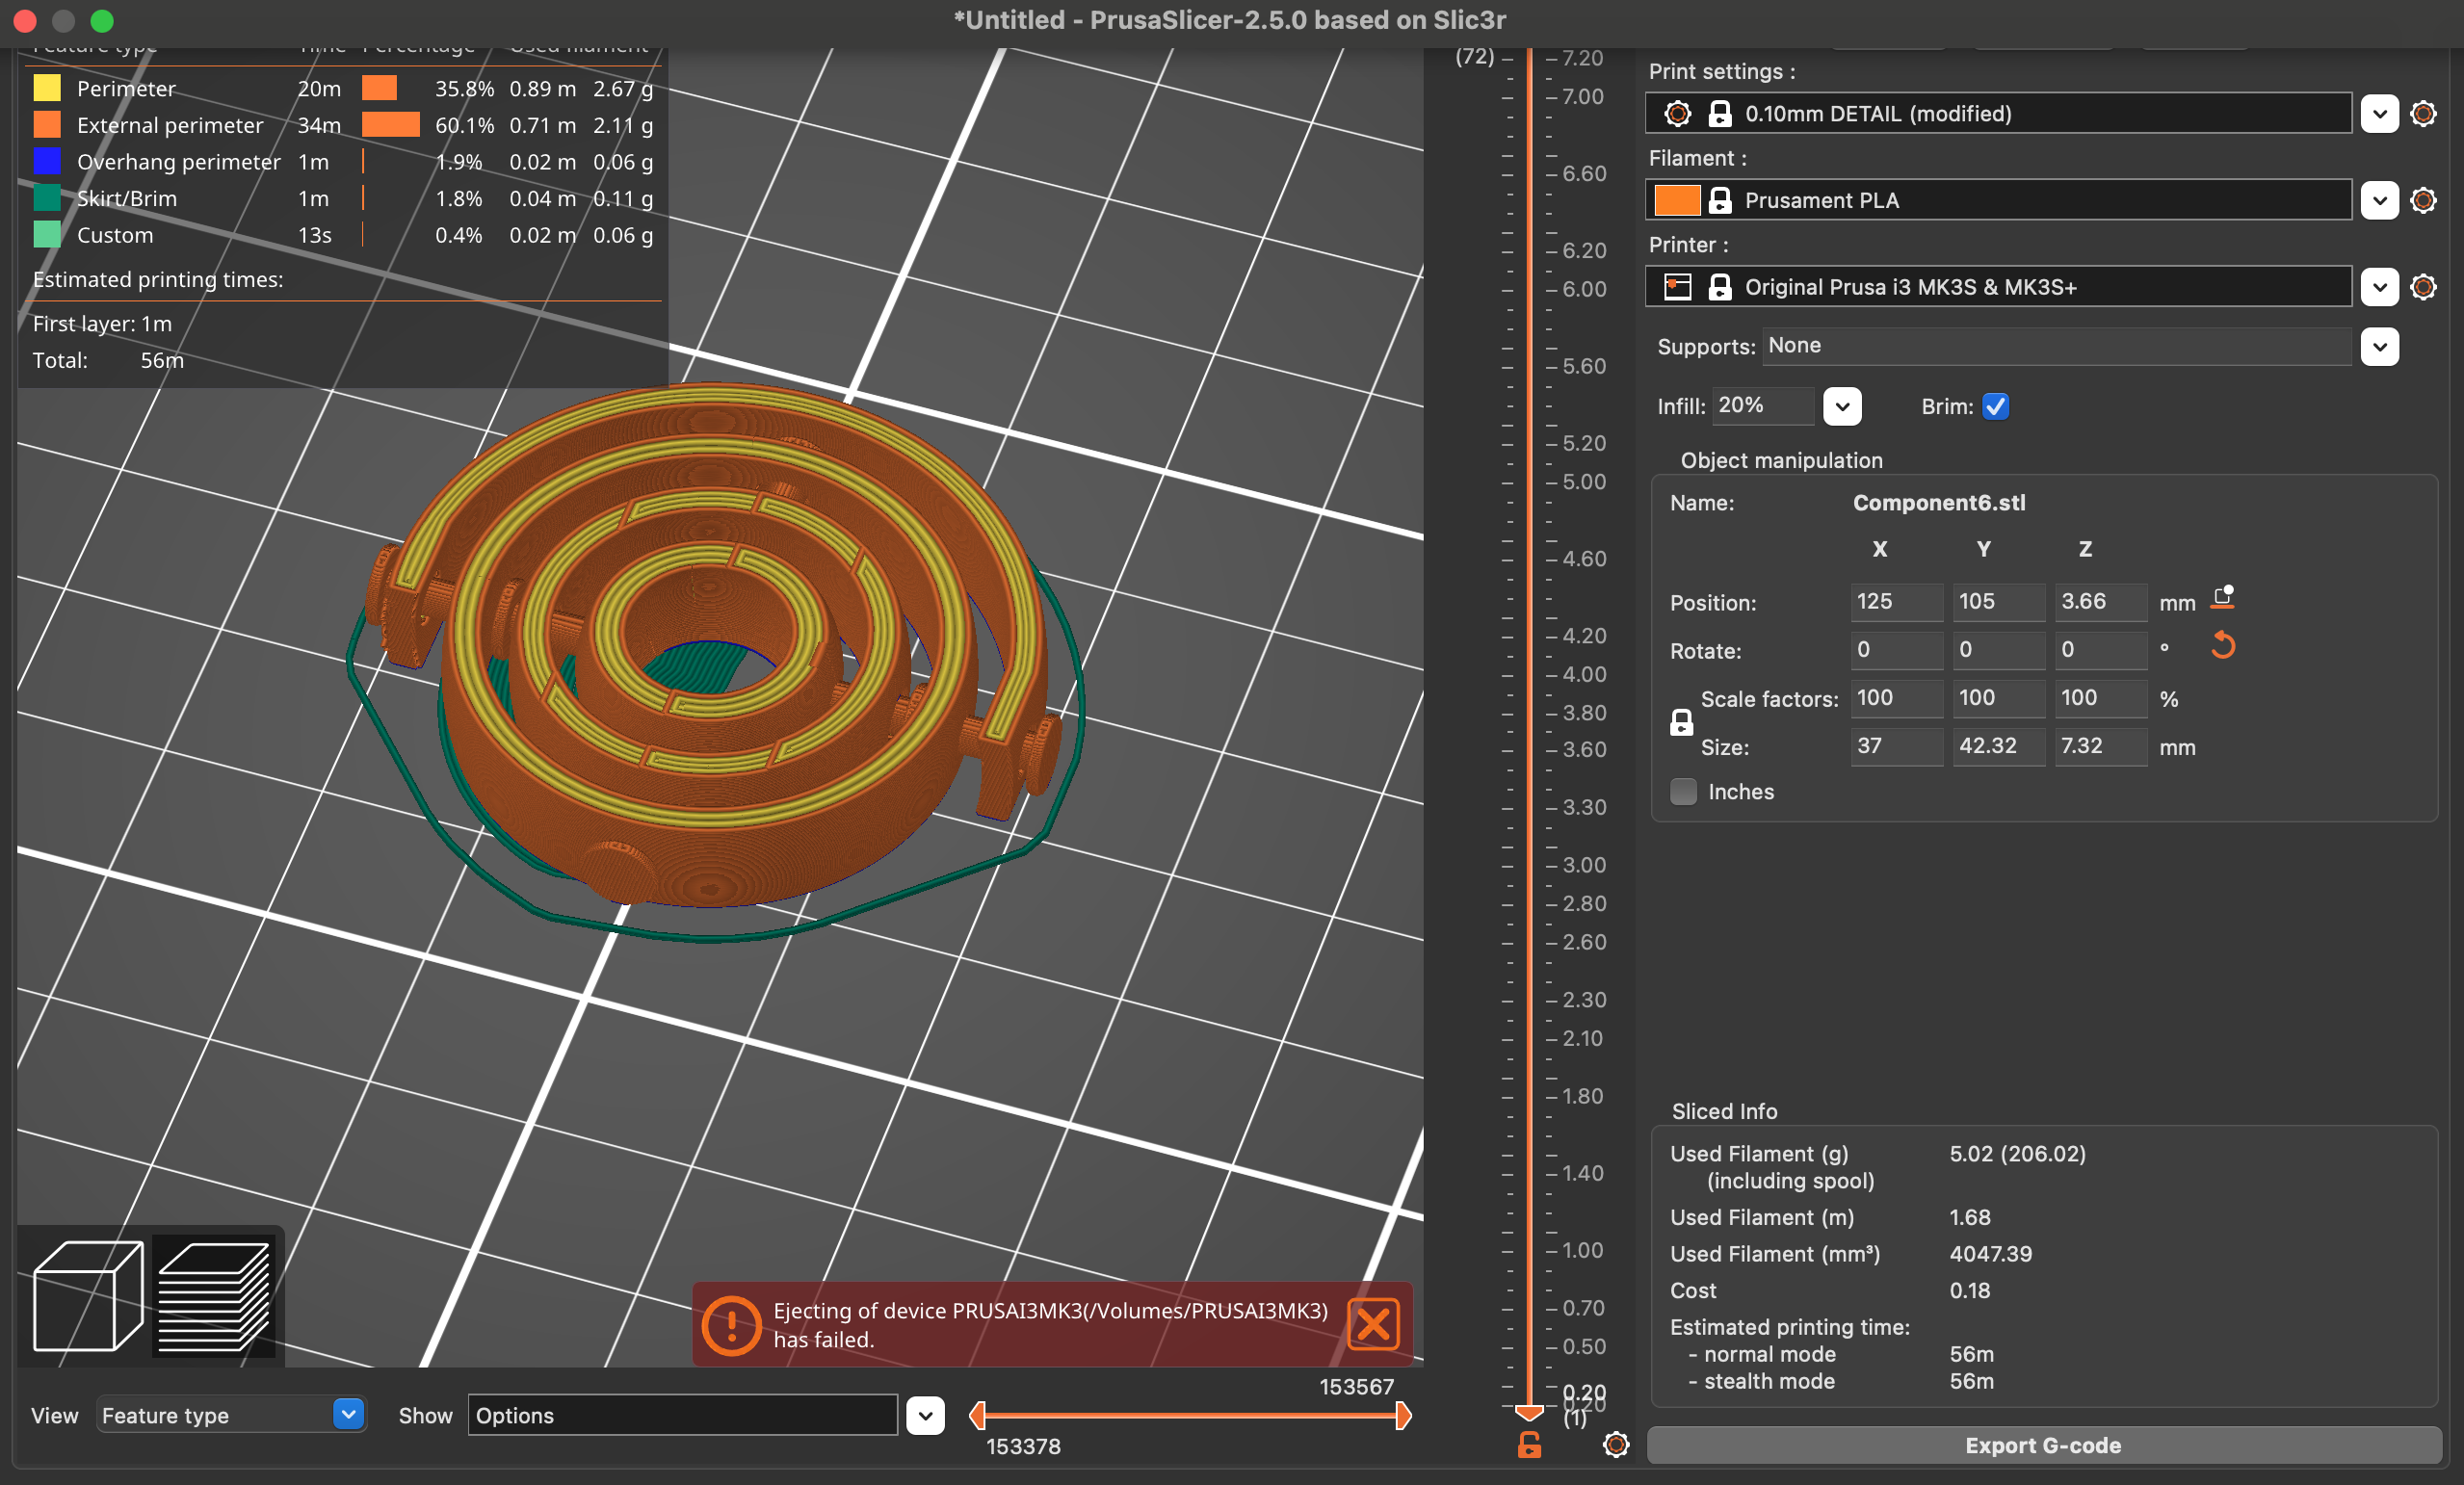 *Untitled - PrusaSlicer-2.5.0 based on Slic3r
Feature type Time Percentage Used filament
Perimeter 20m 35.8% 0.89 m 2.67 g
External perimeter 34m 60.1% 0.71 m 2.11 g
Overhang perimeter 1m 1.9% 0.02 m 0.06 g
Skirt/Brim 1m 1.8% 0.04 m 0.11 g
Custom 13s 0.4% 0.02 m 0.06 g
Estimated printing times:
First layer: 1m
Total: 56m
(72)
7.20
7.00
6.60
6.20
6.00
5.60
5.20
5.00
4.60
4.20
4.00
3.80
3.60
3.30
3.00
2.80
2.60
2.30
2.10
1.80
1.40
1.00
0.70
0.50
0.20
0.20
(1)
Print settings :
0.10mm DETAIL (modified)
Filament :
Prusament PLA
Printer :
Original Prusa i3 MK3S & MK3S+
Supports: None
Infill: 20% Brim:
Object manipulation
Name: Component6.stl
X Y Z
Position: 125 105 3.66 mm
Rotate: 0 0 0 °
Scale factors: 100 100 100 %
Size: 37 42.32 7.32 mm
Inches
Sliced Info
Used Filament (g) 5.02 (206.02)
(including spool)
Used Filament (m) 1.68
Used Filament (mm³) 4047.39
Cost 0.18
Estimated printing time:
- normal mode 56m
- stealth mode 56m
Export G-code
Ejecting of device PRUSAI3MK3(/Volumes/PRUSAI3MK3)
has failed.
153567
View Feature type Show Options
153378